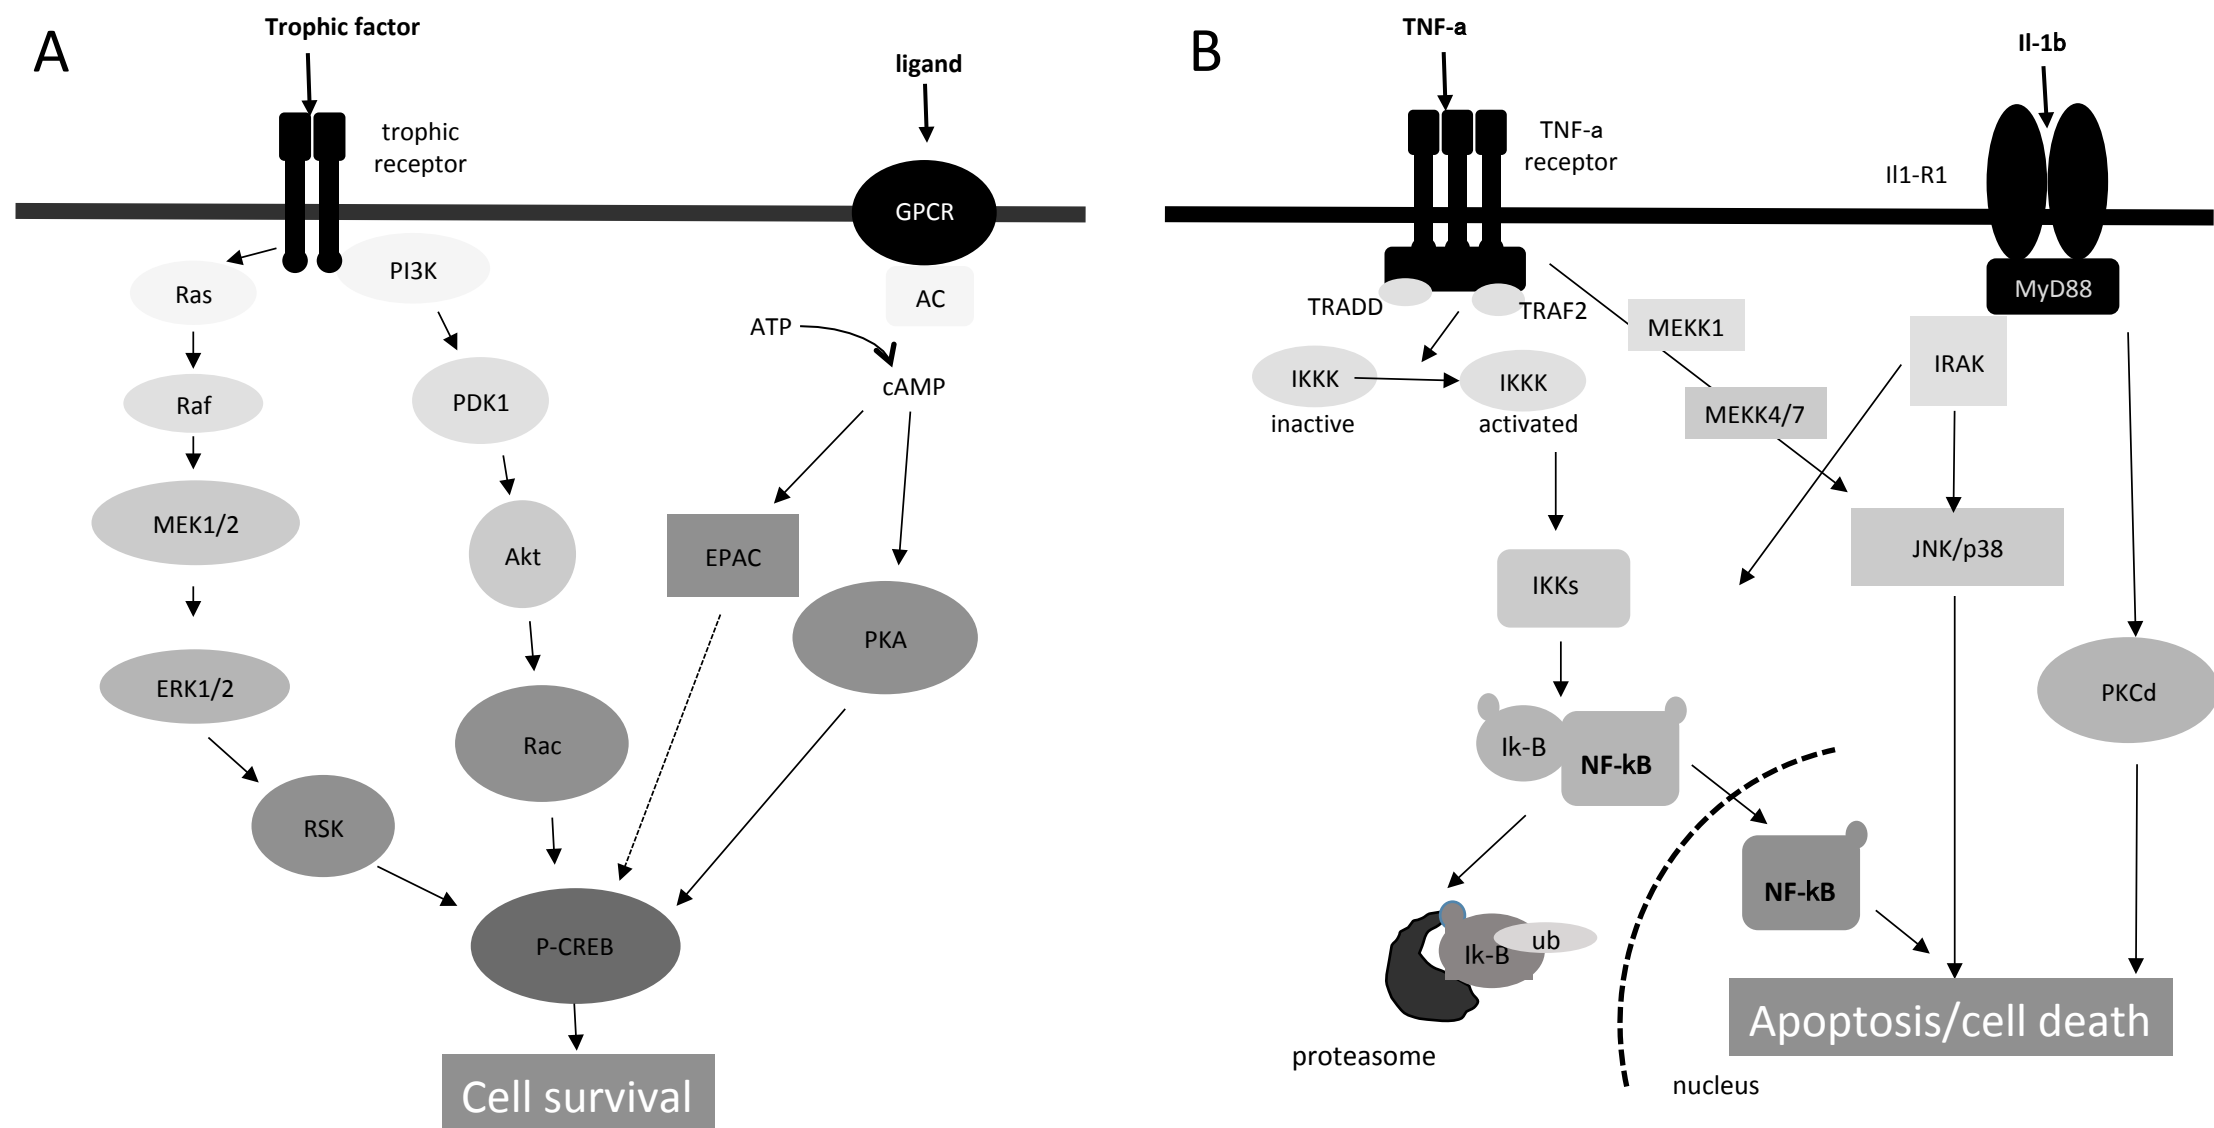 A
Trophic factor
ligand
trophic
receptor
GPCR
PI3K
Ras
AC
ATP
cAMP
Raf
PDK1
MEK1/2
Akt
EPAC
PKA
ERK1/2
Rac
RSK
P-CREB
Cell survival
B
TNF-a
Il-1b
TNF-a
receptor
Il1-R1
MyD88
TRADD
TRAF2
MEKK1
IRAK
IKKK
IKKK
inactive
activated
MEKK4/7
JNK/p38
IKKs
PKCd
Ik-B
NF-kB
NF-kB
Ik-B
ub
Apoptosis/cell death
proteasome
nucleus